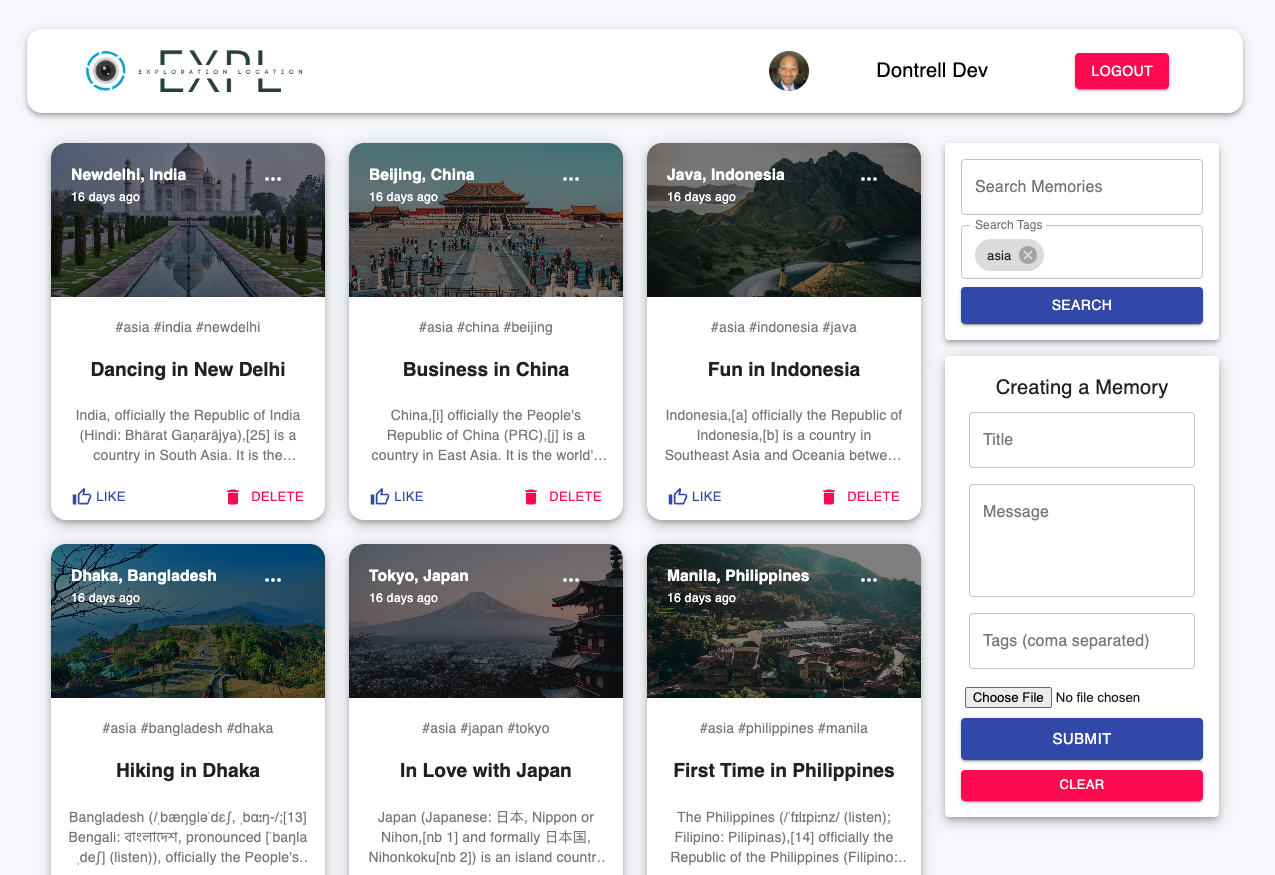 EXPL
EXPLORATION LOCATION
Dontrell Dev
LOGOUT
Newdelhi, India
16 days ago
#asia #india #newdelhi
Dancing in New Delhi
India, officially the Republic of India
(Hindi: Bhārat Gaṇarājya),[25] is a
country in South Asia. It is the…
LIKE
DELETE
Beijing, China
16 days ago
#asia #china #beijing
Business in China
China,[i] officially the People's
Republic of China (PRC),[j] is a
country in East Asia. It is the world'…
LIKE
DELETE
Java, Indonesia
16 days ago
#asia #indonesia #java
Fun in Indonesia
Indonesia,[a] officially the Republic of
Indonesia,[b] is a country in
Southeast Asia and Oceania betwe…
LIKE
DELETE
Dhaka, Bangladesh
16 days ago
#asia #bangladesh #dhaka
Hiking in Dhaka
Bangladesh (/ˌbæŋɡləˈdɛʃ, ˌbɑːŋ-/;[13]
Bengali: বাংলাদেশ, pronounced [ˈbaŋla
ˌdeʃ] (listen)), officially the People's..
Tokyo, Japan
16 days ago
#asia #japan #tokyo
In Love with Japan
Japan (Japanese: 日本, Nippon or
Nihon,[nb 1] and formally 日本国,
Nihonkoku[nb 2]) is an island countr..
Manila, Philippines
16 days ago
#asia #philippines #manila
First Time in Philippines
The Philippines (/ˈfɪlɪpiːnz/ (listen);
Filipino: Pilipinas),[14] officially the
Republic of the Philippines (Filipino:..
Search Memories
Search Tags
asia
SEARCH
Creating a Memory
Title
Message
Tags (coma separated)
Choose File No file chosen
SUBMIT
CLEAR